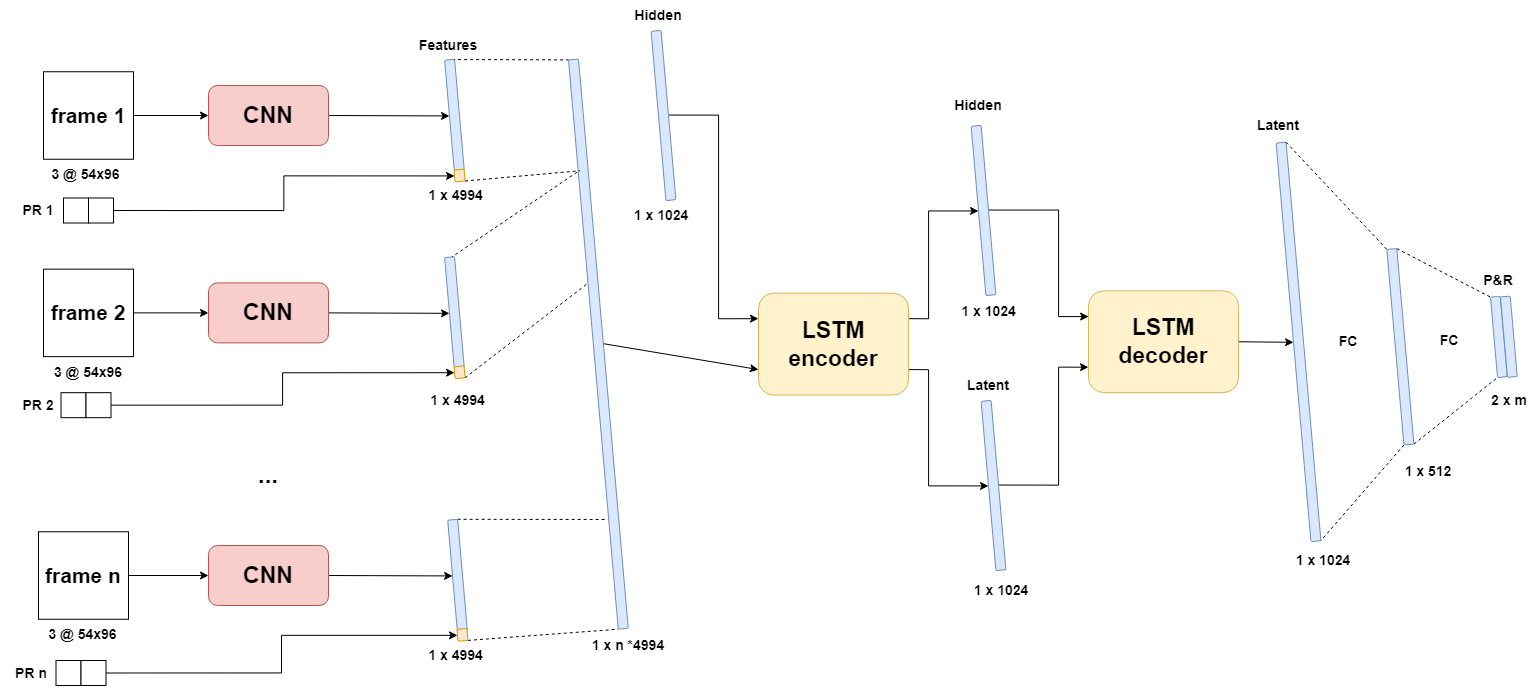 Hidden
Features
frame 1
CNN
3 @ 54x96
PR 1
1 x 4994
1 x 1024
frame 2
CNN
3 @ 54x96
PR 2
1 x 4994
...
frame n
CNN
3 @ 54x96
PR n
1 x 4994
1 x n *4994
LSTM
encoder
Hidden
1 x 1024
Latent
1 x 1024
LSTM
decoder
Latent
1 x 1024
FC
1 x 512
FC
P&R
2 x m